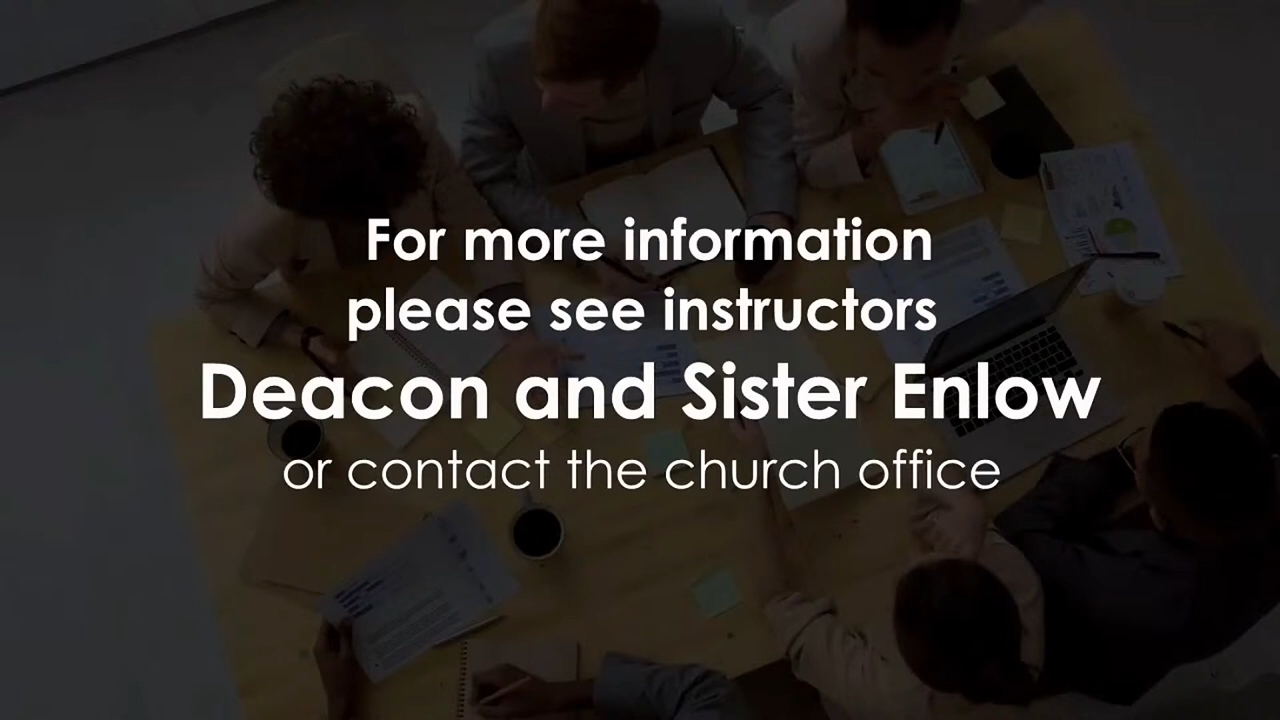 For more information
please see instructors
Deacon and Sister Enlow
or contact the church office